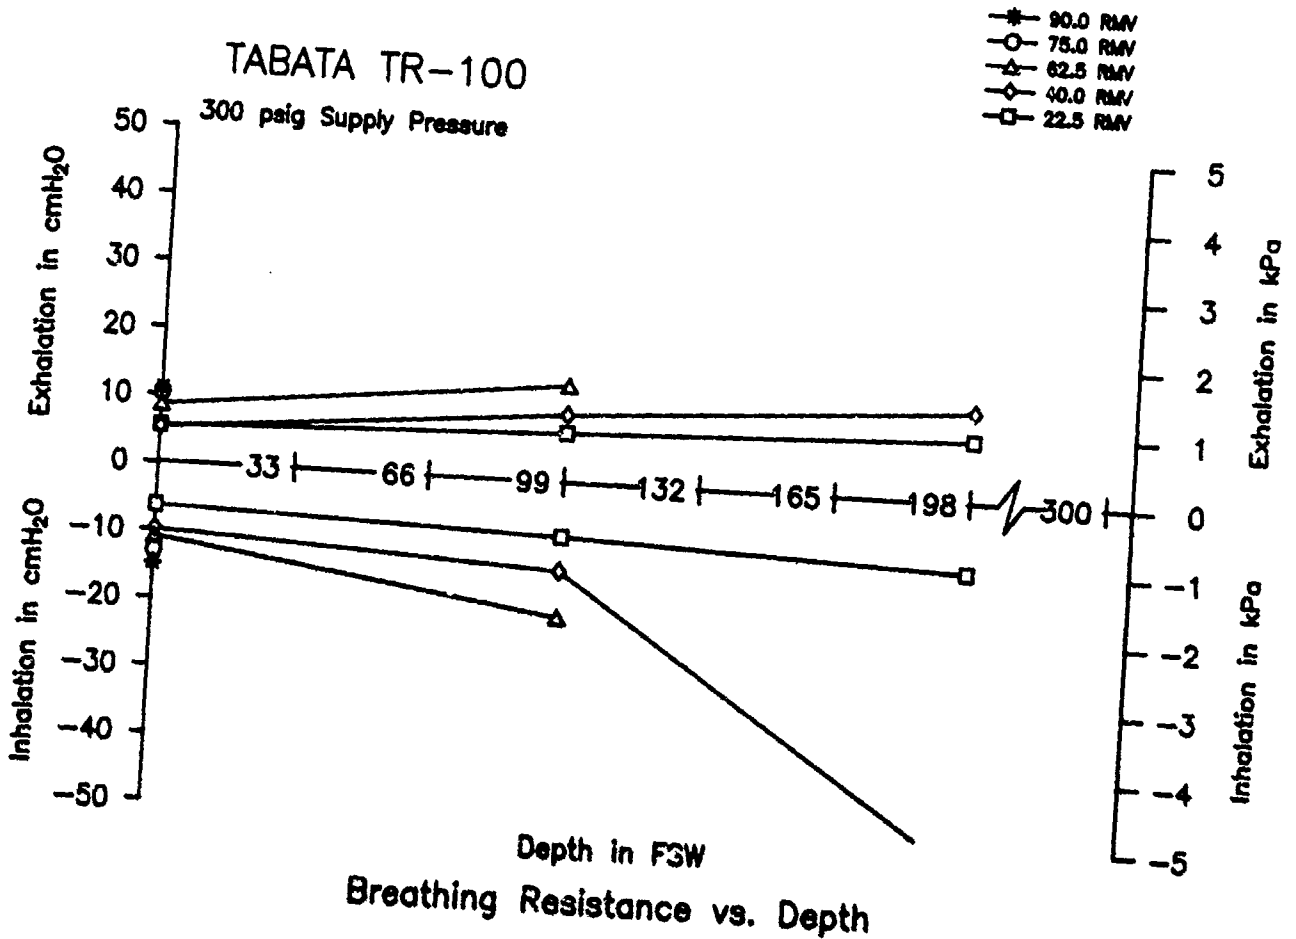 90.0 RMV
75.0 RMV
62.5 RMV
40.0 RMV
22.5 RMV
TABATA TR-100
300 psig Supply Pressure
50
40
30
20
10
0
-10
-20
-30
-40
-50
Exhalation in cmH2O
Inhalation in cmH2O
33
66
99
132
165
198
300
5
4
3
2
1
0
-1
-2
-3
-4
-5
Exhalation in kPa
Inhalation in kPa
Depth in FSW
Breathing Resistance vs. Depth